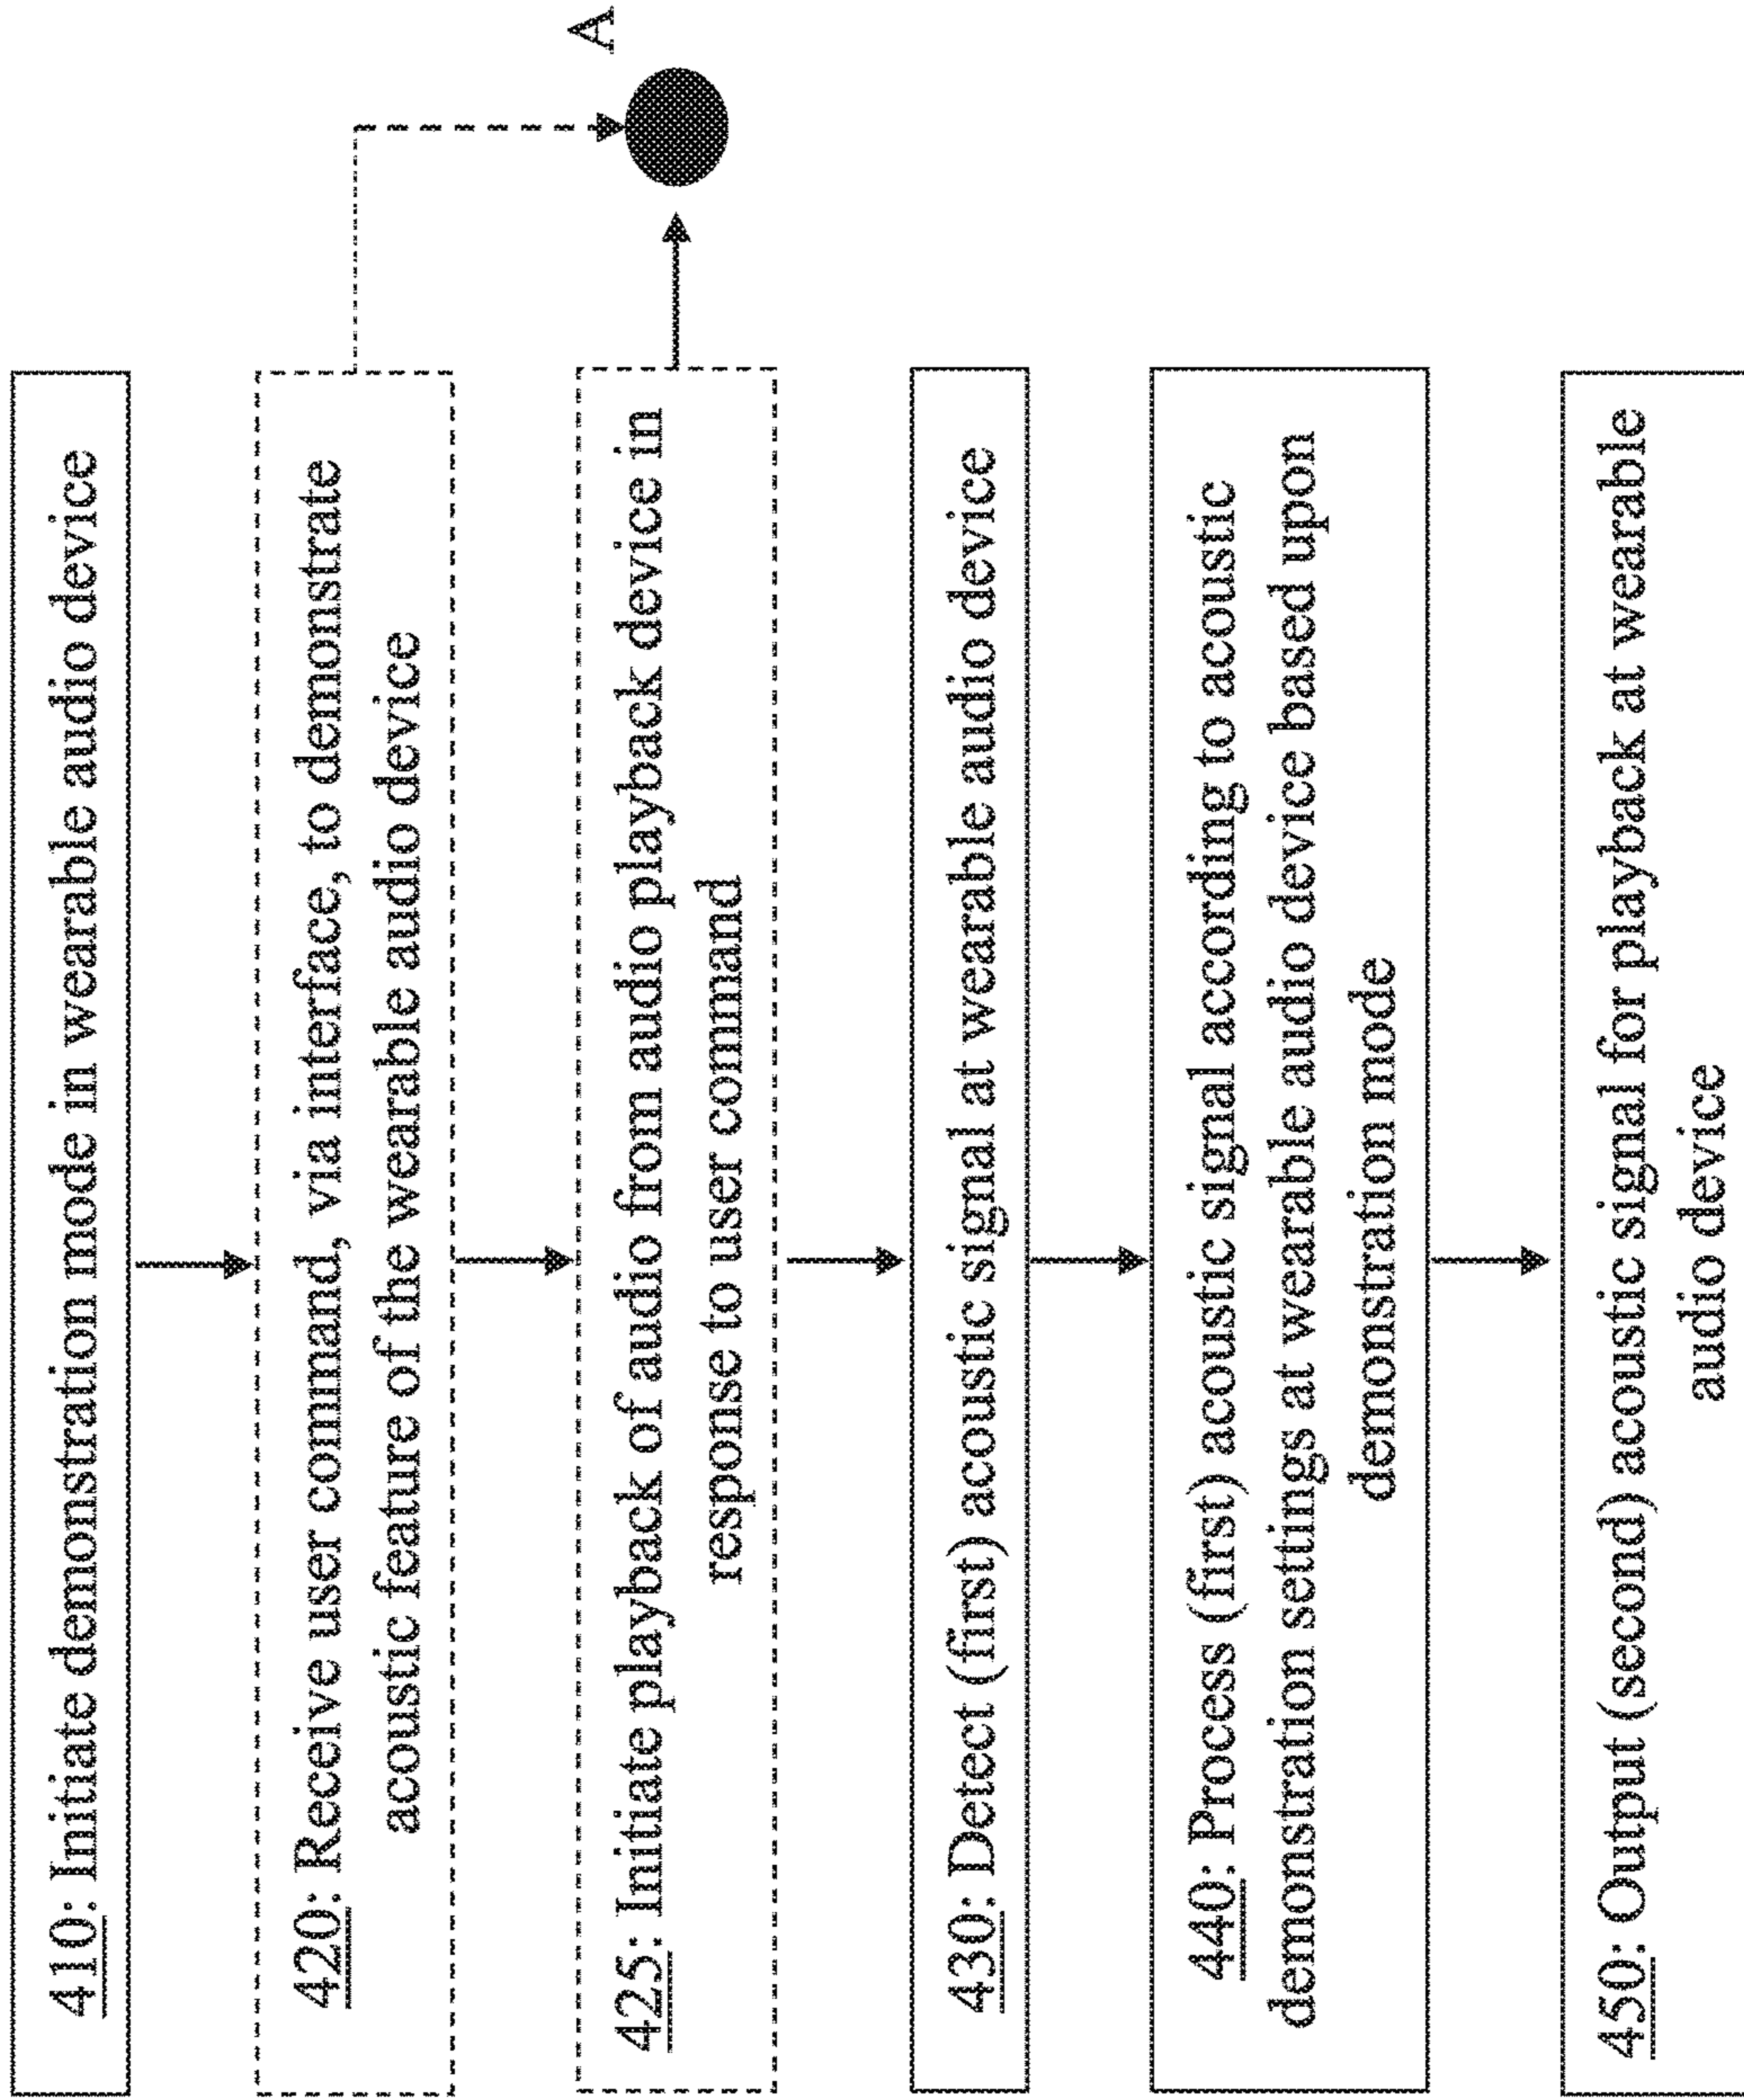 410: Initiate demonstration mode in wearable audio device
420: Receive user command, via interface, to demonstrate
acoustic feature of the wearable audio device
425: Initiate playback of audio from audio playback device in
response to user command
A
430: Detect (first) acoustic signal at wearable audio device
440: Process (first) acoustic signal according to acoustic
demonstration settings at wearable audio device based upon
demonstration mode
450: Output (second) acoustic signal for playback at wearable
audio device